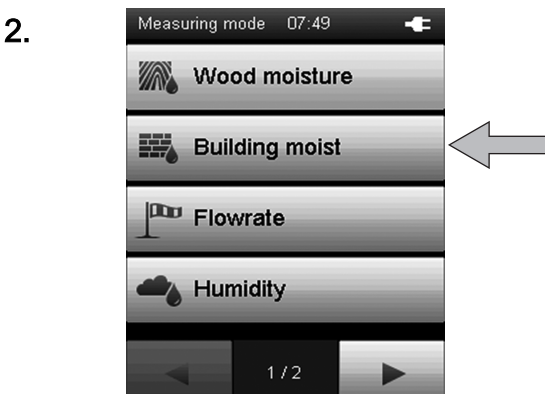 2.
Measuring mode 07:49
Wood moisture
Building moist
Flowrate
Humidity
1 / 2